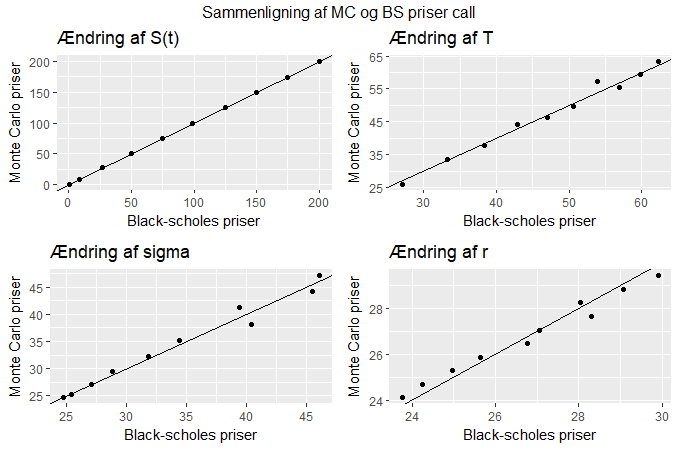 Sammenligning af MC og BS priser call
Ændring af S(t)
Monte Carlo priser
200
150
100
50
0
0 50 100 150 200
Black-scholes priser
Ændring af T
Monte Carlo priser
65
55
45
35
25
30 40 50 60
Black-scholes priser
Ændring af sigma
Monte Carlo priser
45
40
35
30
25
25 30 35 40 45
Black-scholes priser
Ændring af r
Monte Carlo priser
28
26
24
24 26 28 30
Black-scholes priser